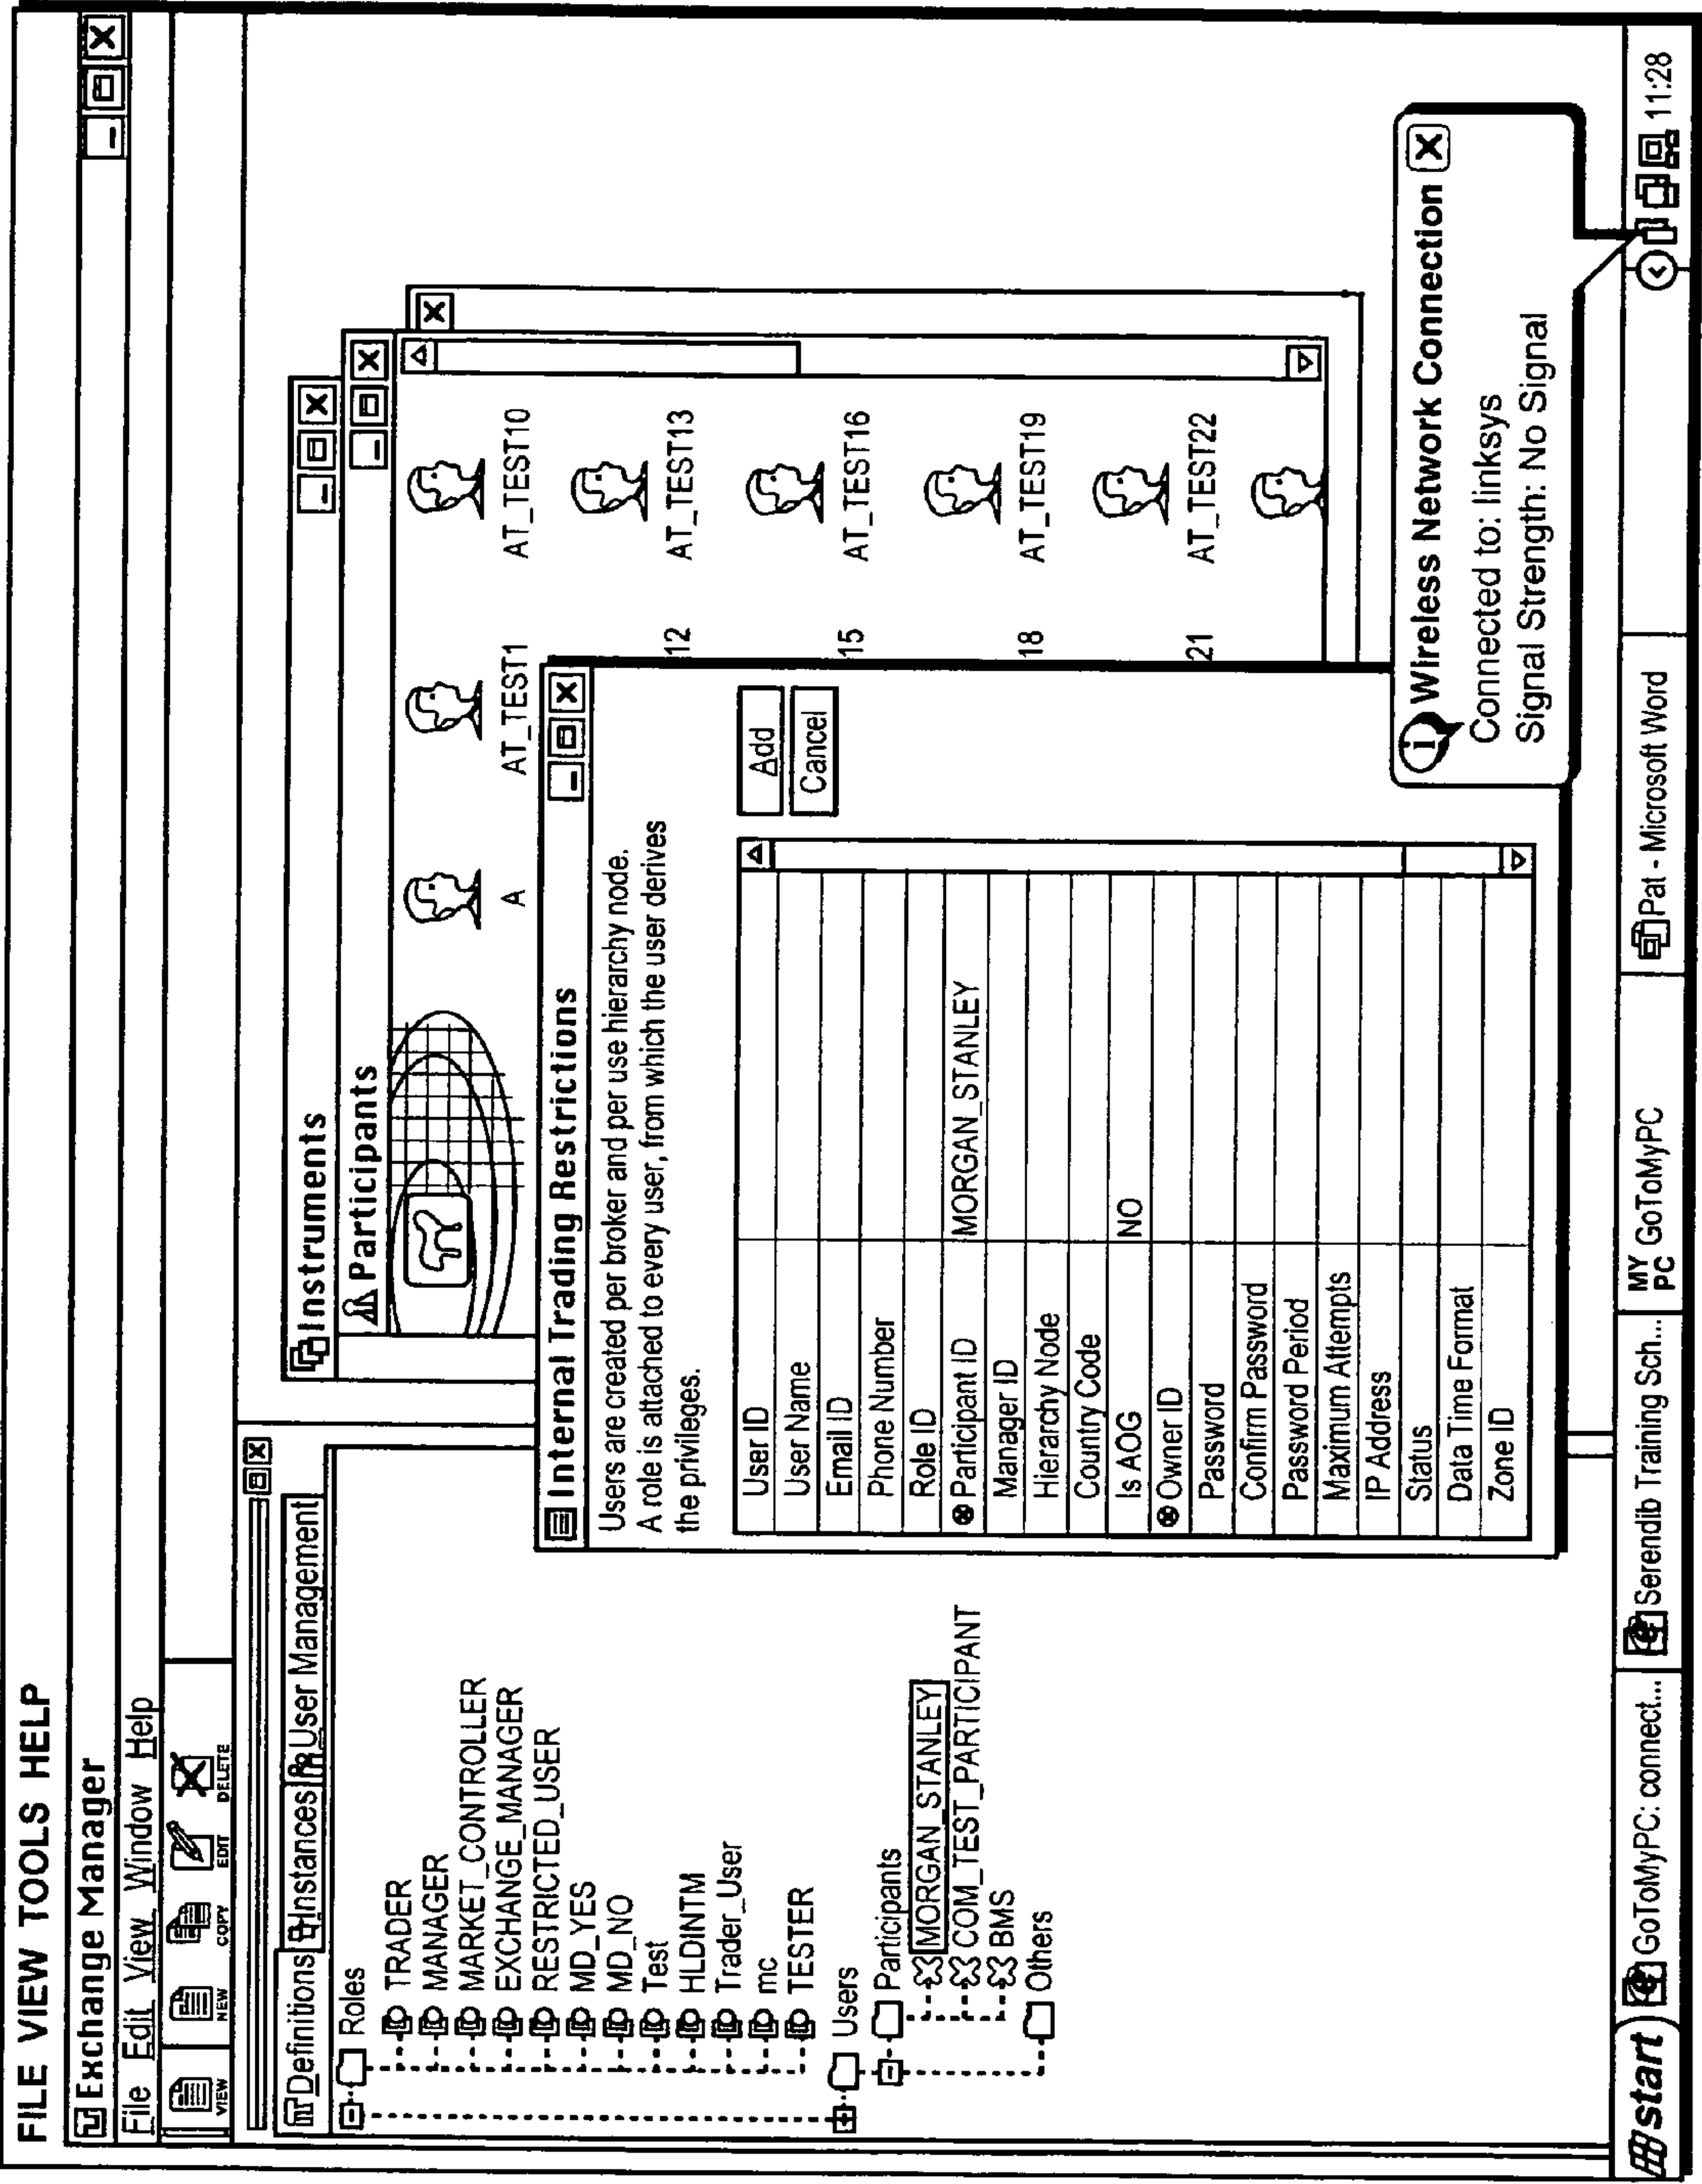 FILE VIEW TOOLS HELP
Exchange Manager
File Edit View Window Help
VIEW NEW COPY EDIT DELETE
Definitions Instances User Management
Roles
TRADER
MANAGER
MARKET_CONTROLLER
EXCHANGE_MANAGER
RESTRICTED_USER
MD_YES
MD_NO
Test
HLDINTM
Trader_User
mc
TESTER
Users
Participants
MORGAN_STANLEY
COM_TEST_PARTICIPANT
BMS
Others
Instruments
Participants
A AT_TEST1 AT_TEST10
12 AT_TEST13
15 AT_TEST16
18 AT_TEST19
21 AT_TEST22
Internal Trading Restrictions
Users are created per broker and per use hierarchy node.
A role is attached to every user, from which the user derives
the privileges.
User ID
User Name
Email ID
Phone Number
Role ID
Participant ID MORGAN_STANLEY
Manager ID
Hierarchy Node
Country Code
Is AOG NO
Owner ID
Password
Confirm Password
Password Period
Maximum Attempts
IP Address
Status
Data Time Format
Zone ID
Add
Cancel
Wireless Network Connection
Connected to: linksys
Signal Strength: No Signal
start GoToMyPC: connect... Serendib Training Sch... MY PC GoToMyPC Pat - Microsoft Word 11:28